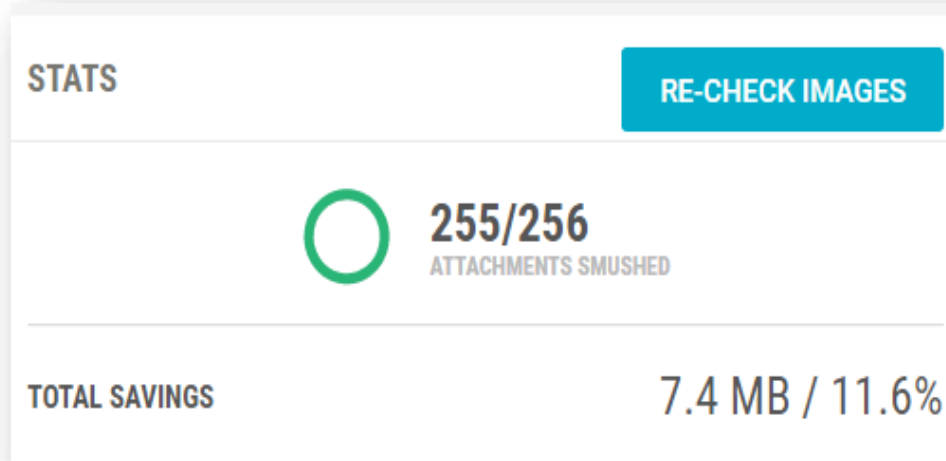 STATS
RE-CHECK IMAGES
255/256
ATTACHMENTS SMUSHED
TOTAL SAVINGS
7.4 MB / 11.6%